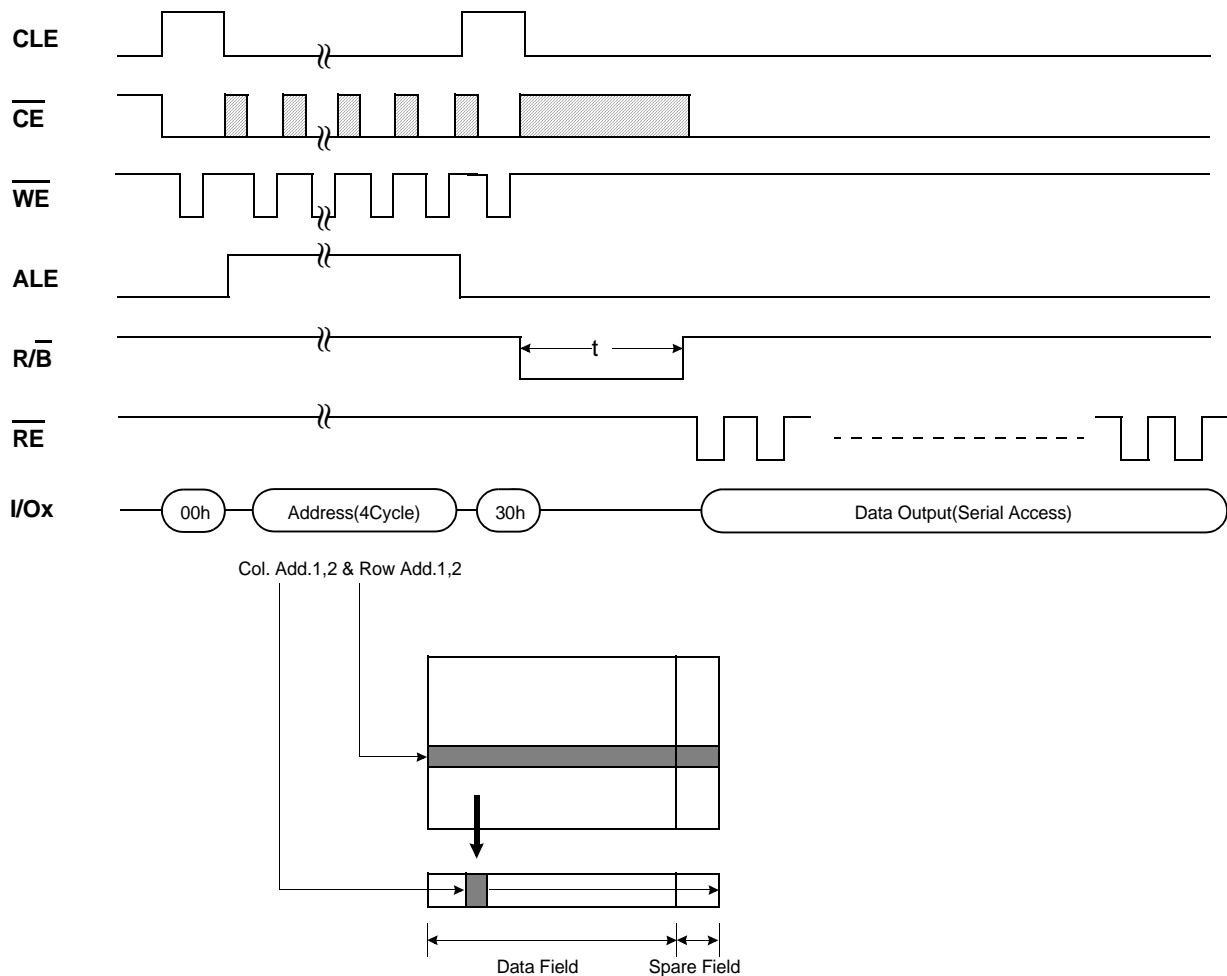 CLE
CE
WE
ALE
R/B
t
RE
I/Ox
00h
Address(4Cycle)
30h
Data Output(Serial Access)
Col. Add.1,2 & Row Add.1,2
Data Field
Spare Field